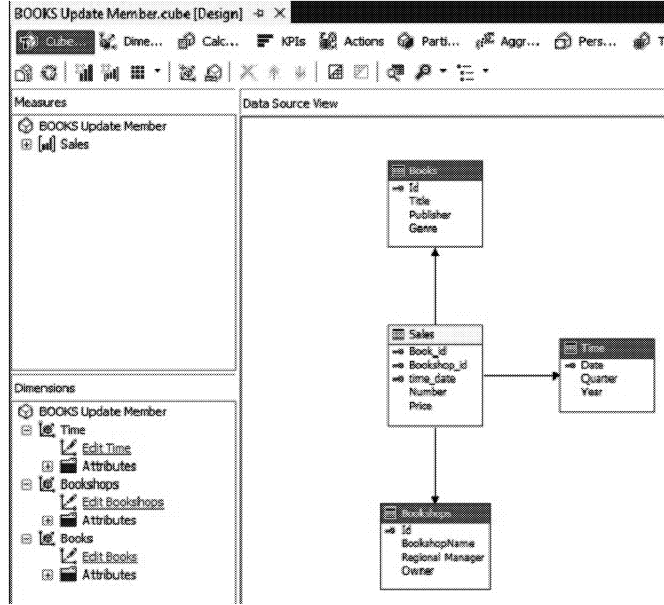 BOOKS Update Member.cube [Design]
Cube... Dime... Calc... KPIs Actions Parti... Aggr... Pers... T
Measures
BOOKS Update Member
Sales
Dimensions
BOOKS Update Member
Time
Edit Time
Attributes
Bookshops
Edit Bookshops
Attributes
Books
Edit Books
Attributes
Data Source View
Books
Id
Title
Publisher
Genre
Sales
Book_id
Bookshop_id
time_date
Number
Price
Time
Date
Quarter
Year
Bookshops
Id
BookshopName
Regional Manager
Owner